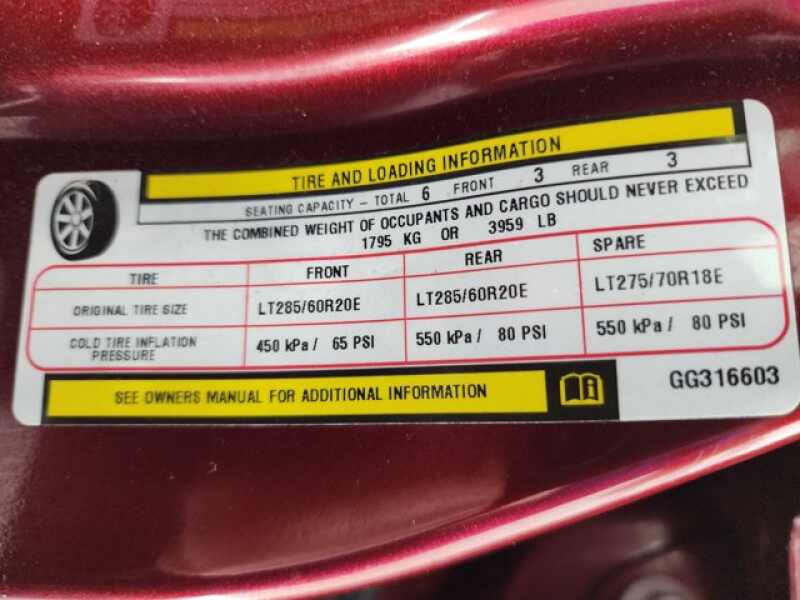 TIRE AND LOADING INFORMATION
SEATING CAPACITY - TOTAL 6 FRONT 3 REAR 3
THE COMBINED WEIGHT OF OCCUPANTS AND CARGO SHOULD NEVER EXCEED
1795 KG OR 3959 LB
TIRE FRONT REAR SPARE
ORIGINAL TIRE SIZE LT285/60R20E LT285/60R20E LT275/70R18E
COLD TIRE INFLATION
PRESSURE 450 kPa / 65 PSI 550 kPa / 80 PSI 550 kPa / 80 PSI
SEE OWNERS MANUAL FOR ADDITIONAL INFORMATION
GG316603